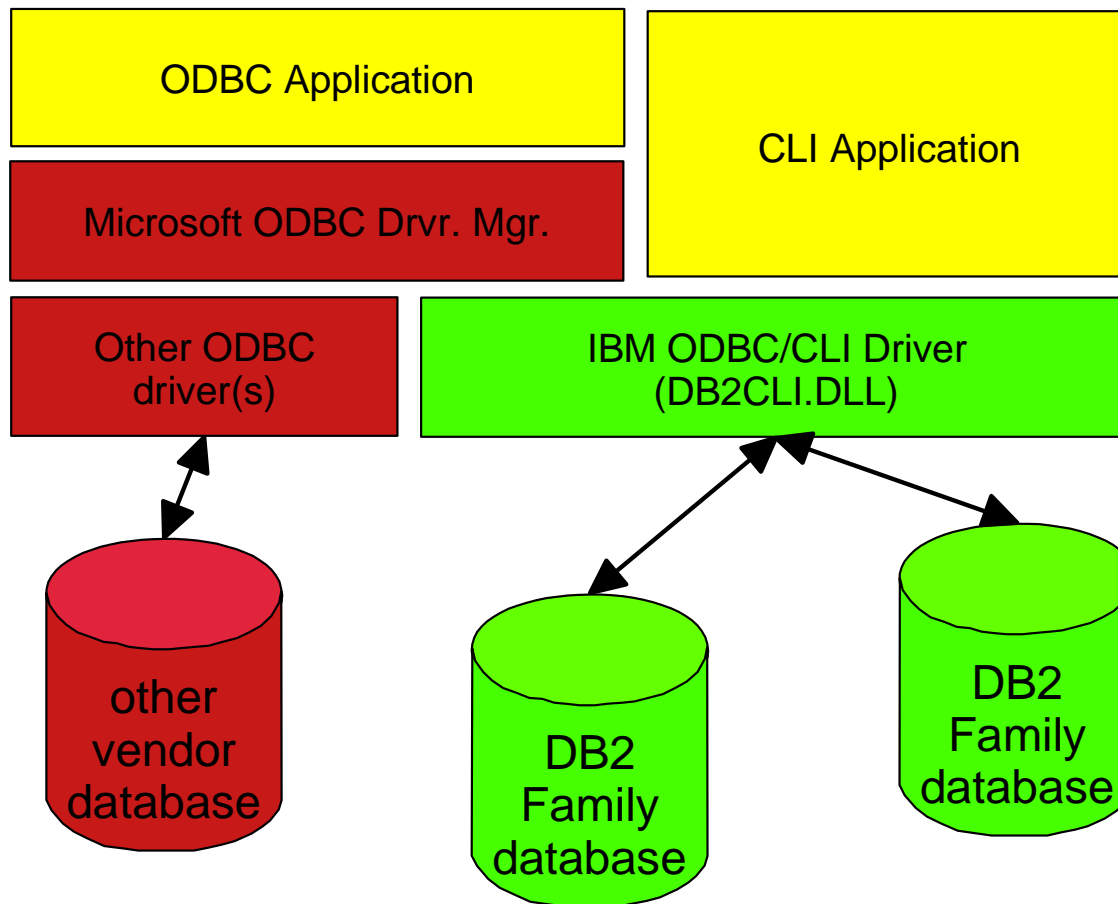 ODBC Application
CLI Application
Microsoft ODBC Drvr. Mgr.
Other ODBC
driver(s)
IBM ODBC/CLI Driver
(DB2CLI.DLL)
other
vendor
database
DB2
Family
database
DB2
Family
database